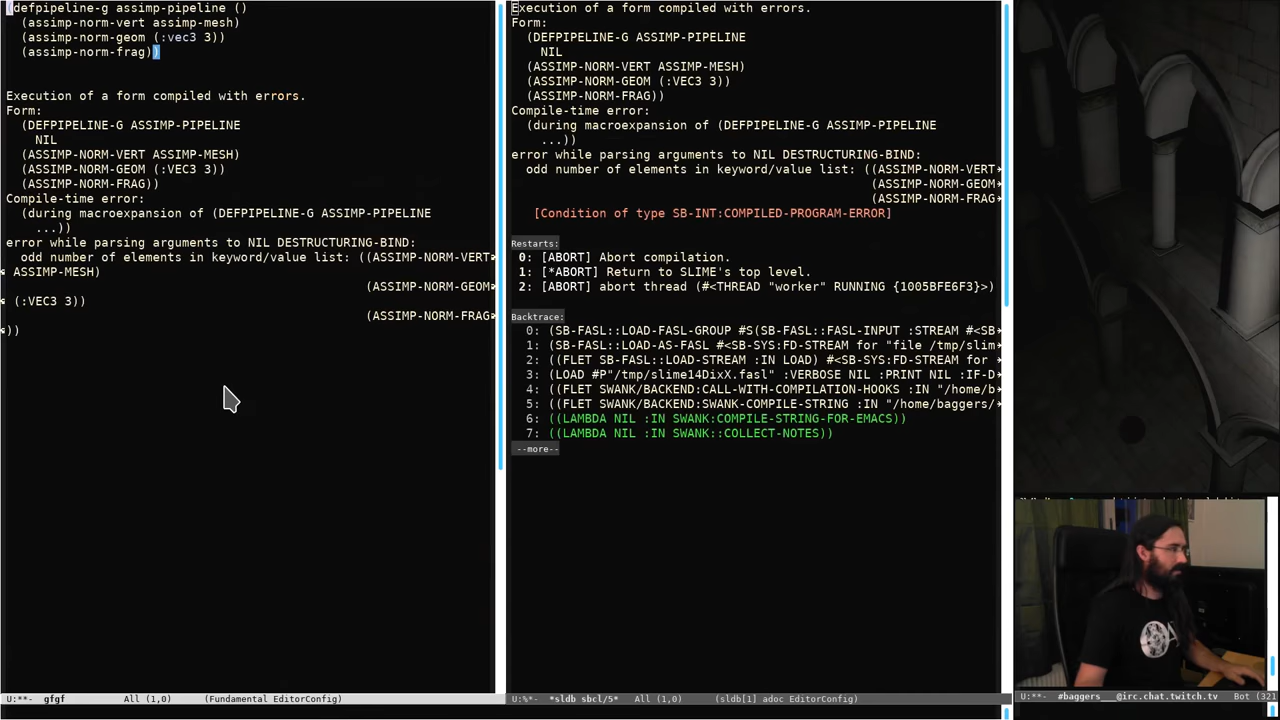 (defpipeline-g assimp-pipeline ()
(assimp-norm-vert assimp-mesh)
(assimp-norm-geom (:vec3 3))
(assimp-norm-frag))
Execution of a form compiled with errors.
Form:
(DEFPIPELINE-G ASSIMP-PIPELINE
NIL
(ASSIMP-NORM-VERT ASSIMP-MESH)
(ASSIMP-NORM-GEOM (:VEC3 3))
(ASSIMP-NORM-FRAG))
Compile-time error:
(during macroexpansion of (DEFPIPELINE-G ASSIMP-PIPELINE
...))
error while parsing arguments to NIL DESTRUCTURING-BIND:
odd number of elements in keyword/value list: ((ASSIMP-NORM-VERT
ASSIMP-MESH)
(ASSIMP-NORM-GEOM
(:VEC3 3))
(ASSIMP-NORM-FRAG
))
U:**- gfgf All (1,0) (Fundamental EditorConfig)
Execution of a form compiled with errors.
Form:
(DEFPIPELINE-G ASSIMP-PIPELINE
NIL
(ASSIMP-NORM-VERT ASSIMP-MESH)
(ASSIMP-NORM-GEOM (:VEC3 3))
(ASSIMP-NORM-FRAG))
Compile-time error:
(during macroexpansion of (DEFPIPELINE-G ASSIMP-PIPELINE
...))
error while parsing arguments to NIL DESTRUCTURING-BIND:
odd number of elements in keyword/value list: ((ASSIMP-NORM-VERT
(ASSIMP-NORM-GEOM
(ASSIMP-NORM-FRAG
[Condition of type SB-INT:COMPILED-PROGRAM-ERROR]
Restarts:
0: [ABORT] Abort compilation.
1: [*ABORT] Return to SLIME's top level.
2: [ABORT] abort thread (#<THREAD "worker" RUNNING {1005BFE6F3}>)
Backtrace:
0: (SB-FASL::LOAD-FASL-GROUP #S(SB-FASL::FASL-INPUT :STREAM #<SB
1: (SB-FASL::LOAD-AS-FASL #<SB-SYS:FD-STREAM for "file /tmp/slim
2: ((FLET SB-FASL::LOAD-STREAM :IN LOAD) #<SB-SYS:FD-STREAM for
3: (LOAD #P"/tmp/slime14DixX.fasl" :VERBOSE NIL :PRINT NIL :IF-D
4: ((FLET SWANK/BACKEND:CALL-WITH-COMPILATION-HOOKS :IN "/home/b
5: ((FLET SWANK/BACKEND:SWANK-COMPILE-STRING :IN "/home/baggers/
6: ((LAMBDA NIL :IN SWANK:COMPILE-STRING-FOR-EMACS))
7: ((LAMBDA NIL :IN SWANK::COLLECT-NOTES))
--more--
U:%*- *sldb sbcl/5* All (1,0) (sldb[1] adoc EditorConfig)
U:**- #baggers___@irc.chat.twitch.tv Bot (321